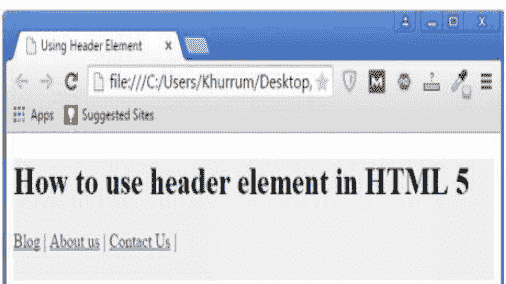 Using Header Element
file:///C:/Users/Khurrum/Desktop,
Apps Suggested Sites
How to use header element in HTML 5
Blog | About us | Contact Us |